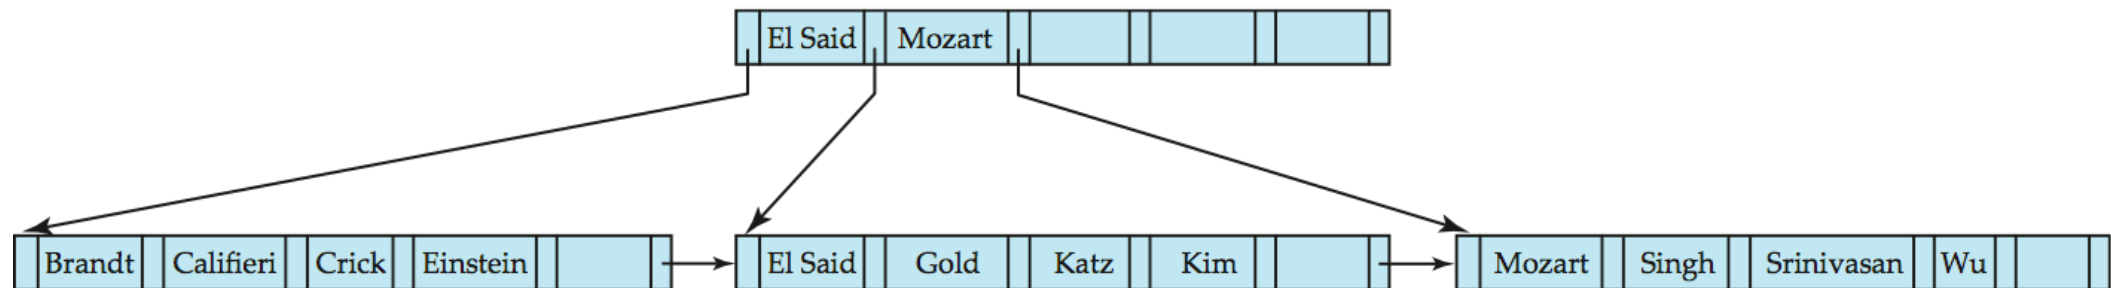 El Said Mozart
Brandt Califieri Crick Einstein El Said Gold Katz Kim Mozart Singh Srinivasan Wu